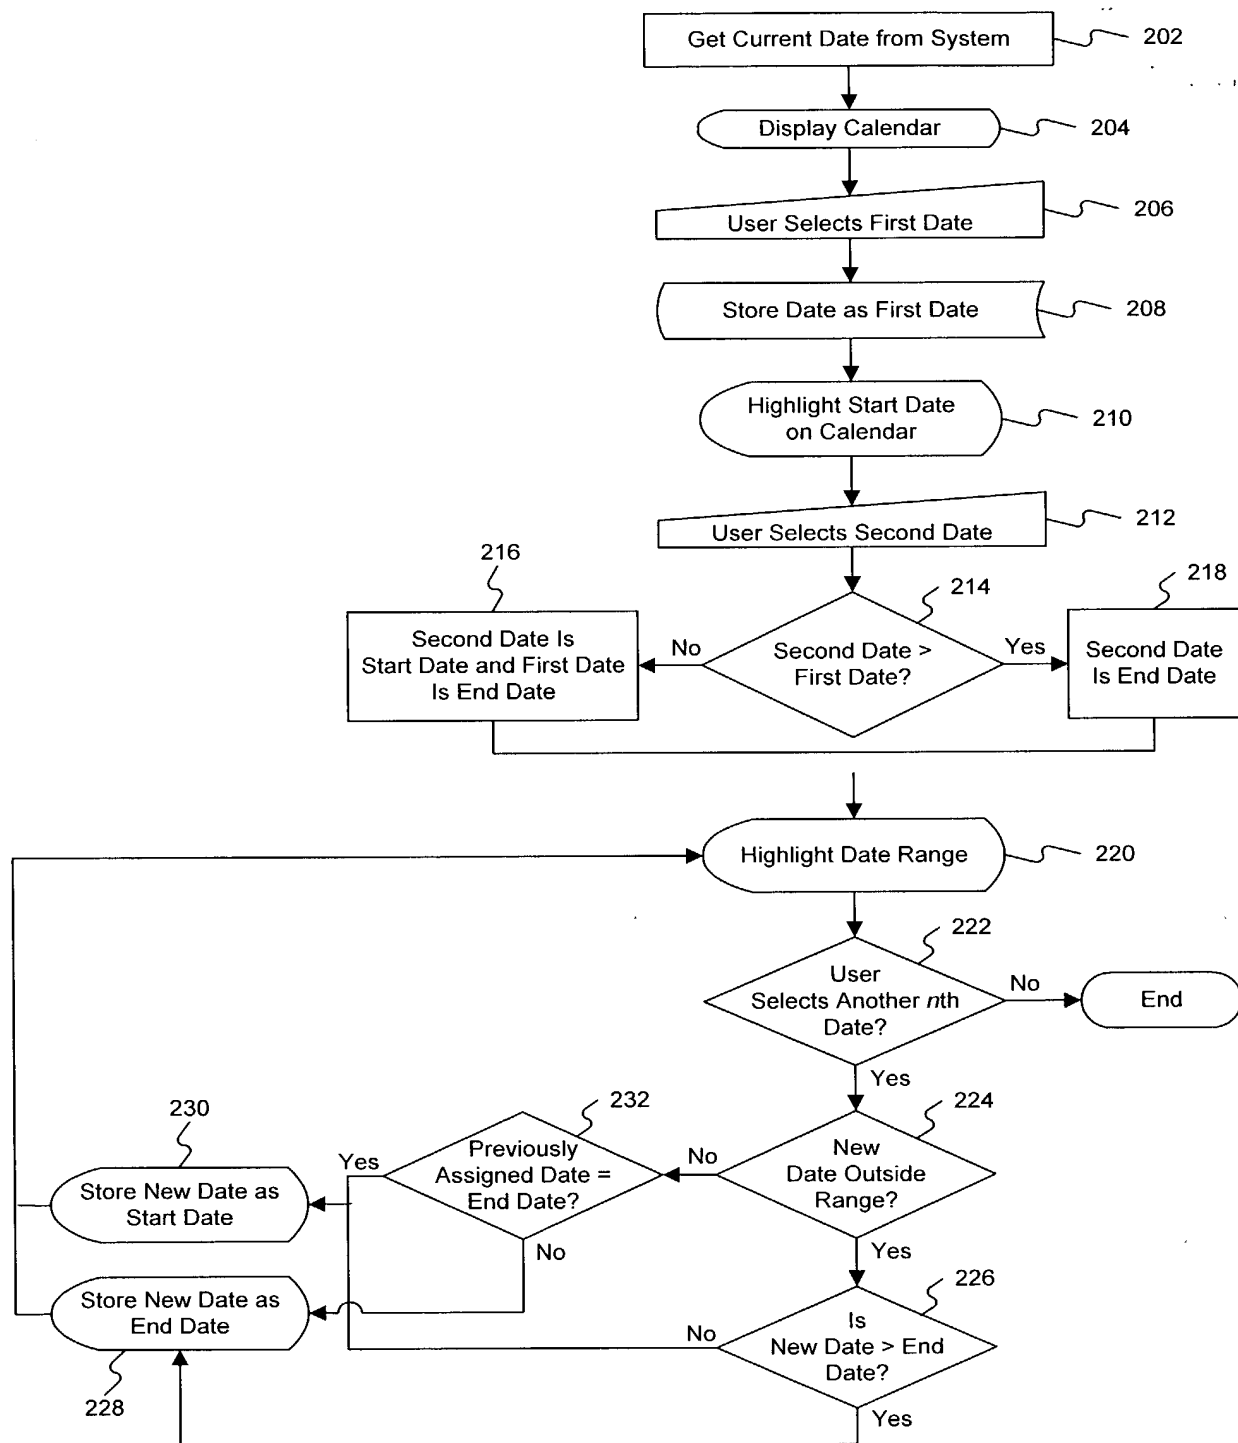 Get Current Date from System
202
Display Calendar
204
User Selects First Date
206
Store Date as First Date
208
Highlight Start Date
on Calendar
210
User Selects Second Date
212
216
214
218
Second Date Is
Start Date and First Date
Is End Date
No
Second Date >
First Date?
Yes
Second Date
Is End Date
Highlight Date Range
220
222
User
Selects Another nth
Date?
No
End
Yes
230
232
224
Previously
Assigned Date =
End Date?
Yes
No
New
Date Outside
Range?
Store New Date as
Start Date
No
Yes
226
Store New Date as
End Date
228
No
Is
New Date > End
Date?
Yes